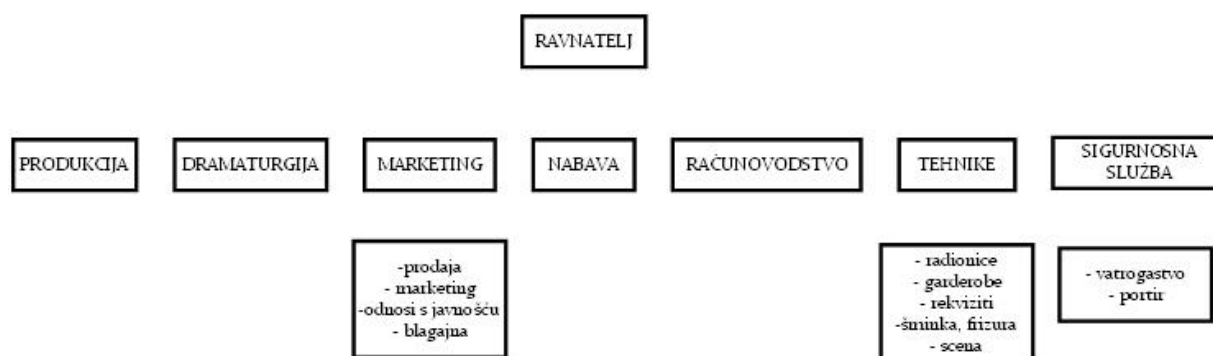 RAVNATELJ
PRODUKCIJA
DRAMATURGIJA
MARKETING
NABAVA
RAČUNOVODSTVO
TEHNIKE
SIGURNOSNA
SLUŽBA
-prodaja
- marketing
-odnosi s javnošću
- blagajna
- radionice
- garderobe
- rekviziti
-šminka, frizura
- scena
- vatrogastvo
- portir